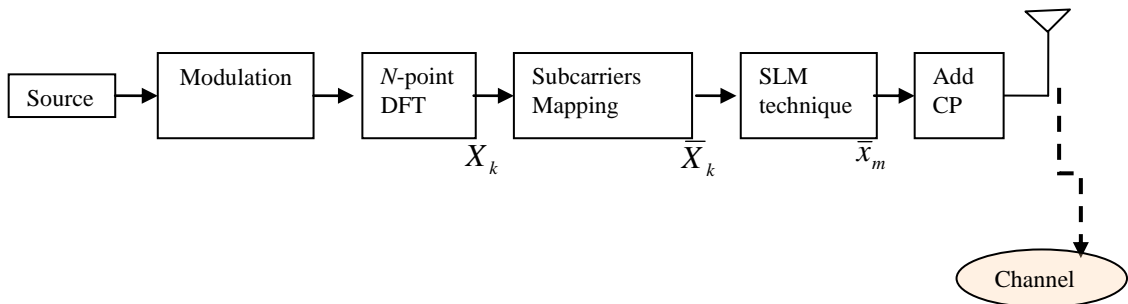 Source
Modulation
N-point
DFT
Subcarriers
Mapping
SLM
technique
Add
CP
X_k
X̅_k
x̅_m
Channel